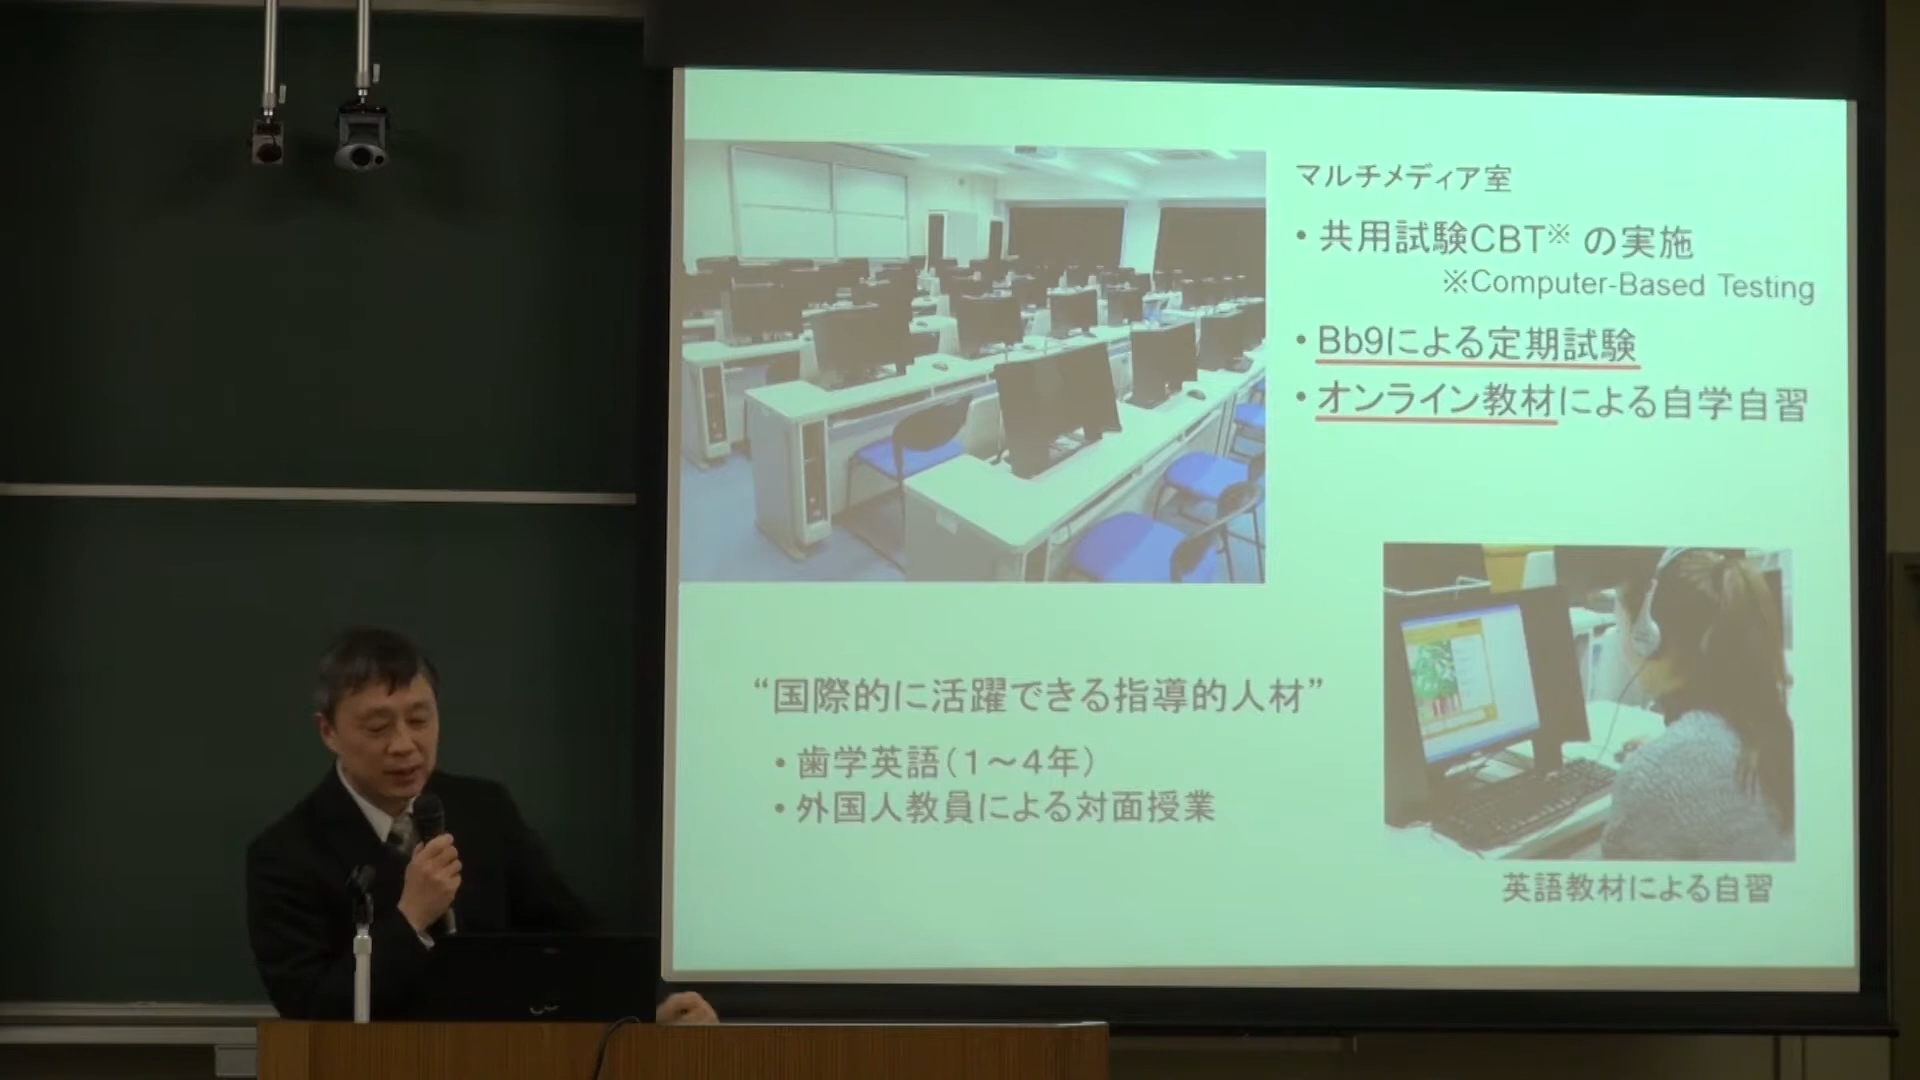 マルチメディア室
• 共用試験CBT※ の実施
※Computer-Based Testing
• Bb9による定期試験
• オンライン教材による自学自習
“国際的に活躍できる指導的人材”
• 歯学英語(1～4年)
• 外国人教員による対面授業
英語教材による自習